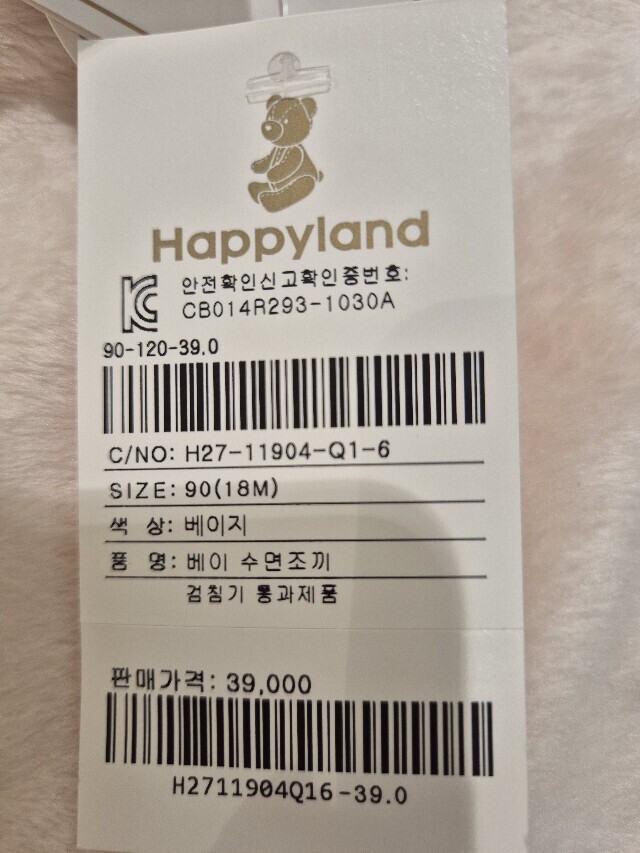 Happyland
안전확인신고확인증번호:
CB014R293-1030A
90-120-39.0
C/NO: H27-11904-Q1-6
SIZE: 90(18M)
색 상: 베이지
품 명: 베이 수면조끼
검침기 통과제품
판매가격: 39,000
H2711904Q16-39.0